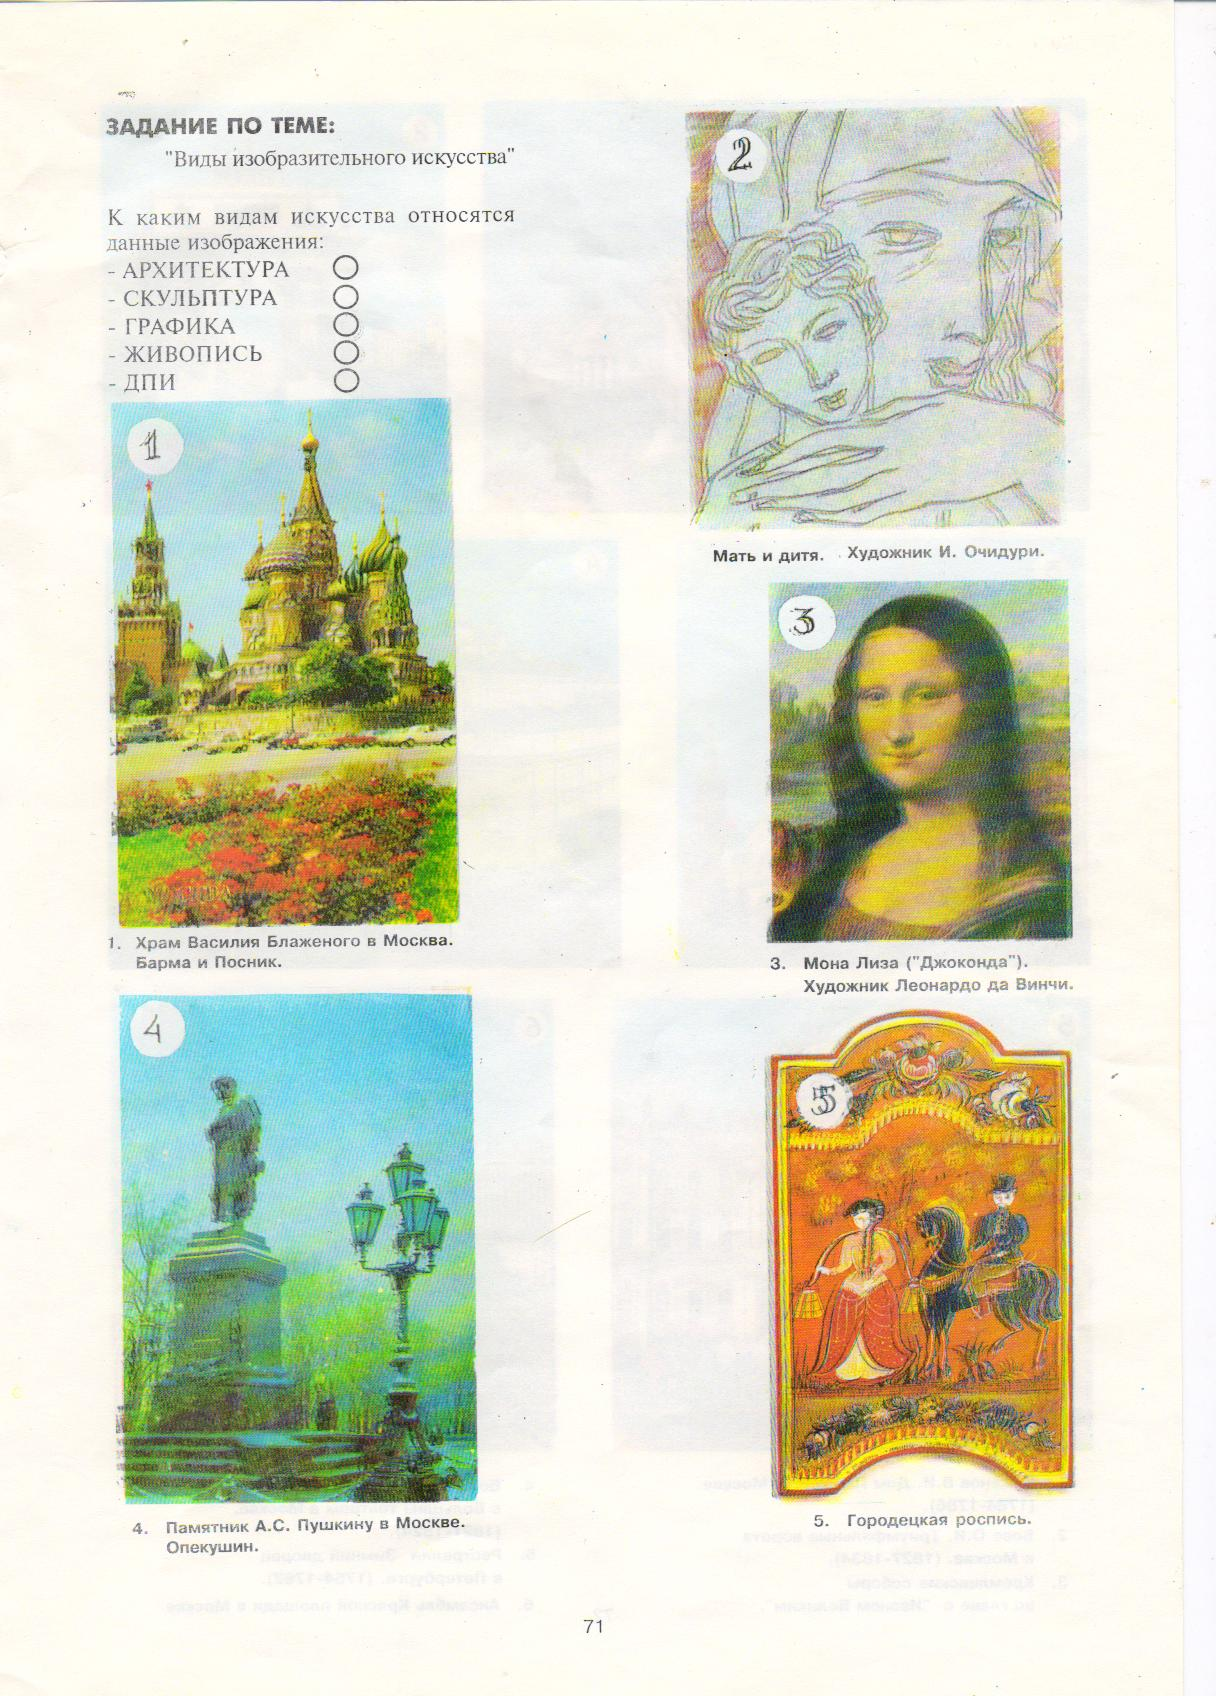 ЗАДАНИЕ ПО ТЕМЕ:
"Виды изобразительного искусства"
К каким видам искусства относятся
данные изображения:
- АРХИТЕКТУРА
- СКУЛЬПТУРА
- ГРАФИКА
- ЖИВОПИСЬ
- ДПИ
2
Мать и дитя. Художник И. Очидури.
1
1. Храм Василия Блаженого в Москва.
Барма и Посник.
3
3. Мона Лиза ("Джоконда").
Художник Леонардо да Винчи.
4
4. Памятник А.С. Пушкину в Москве.
Опекушин.
5
5. Городецкая роспись.
71